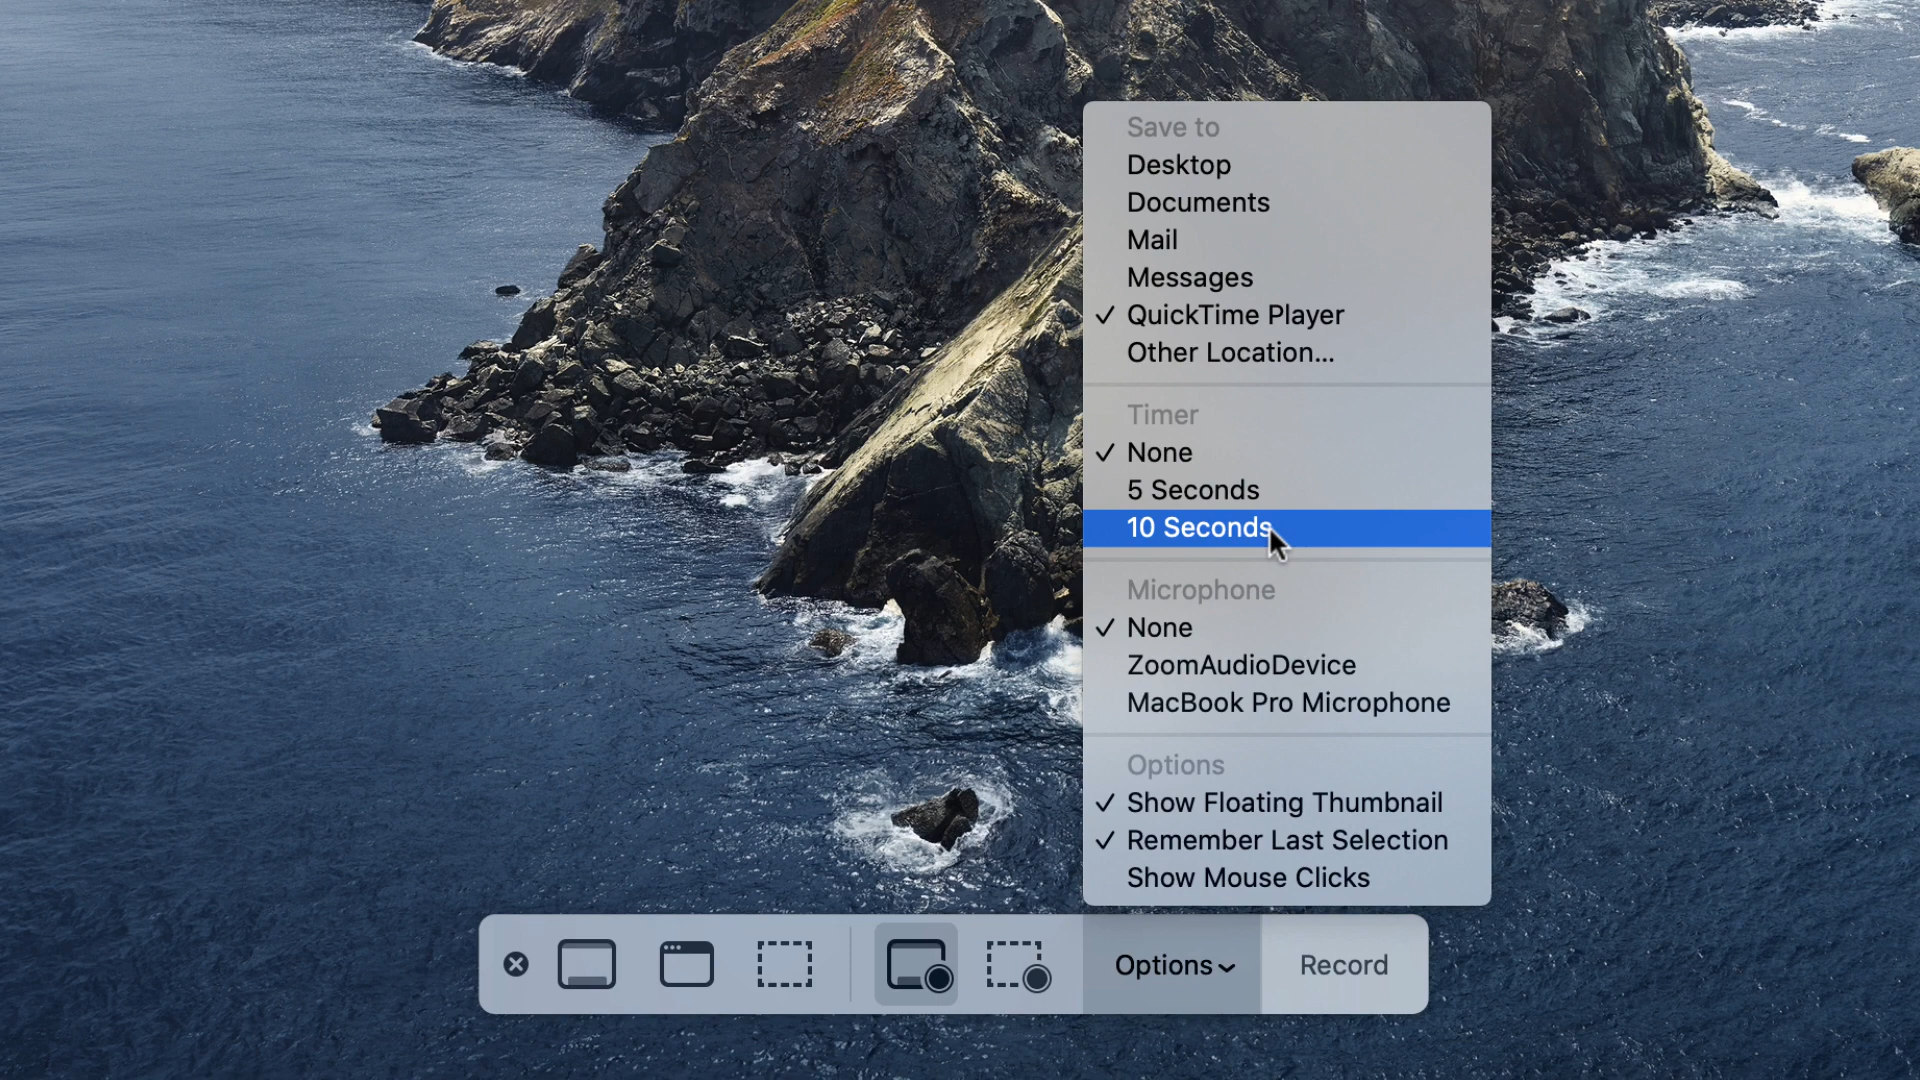 Save to
Desktop
Documents
Mail
Messages
✓ QuickTime Player
Other Location...
Timer
✓ None
5 Seconds
10 Seconds
Microphone
✓ None
ZoomAudioDevice
MacBook Pro Microphone
Options
✓ Show Floating Thumbnail
✓ Remember Last Selection
Show Mouse Clicks
Options
Record